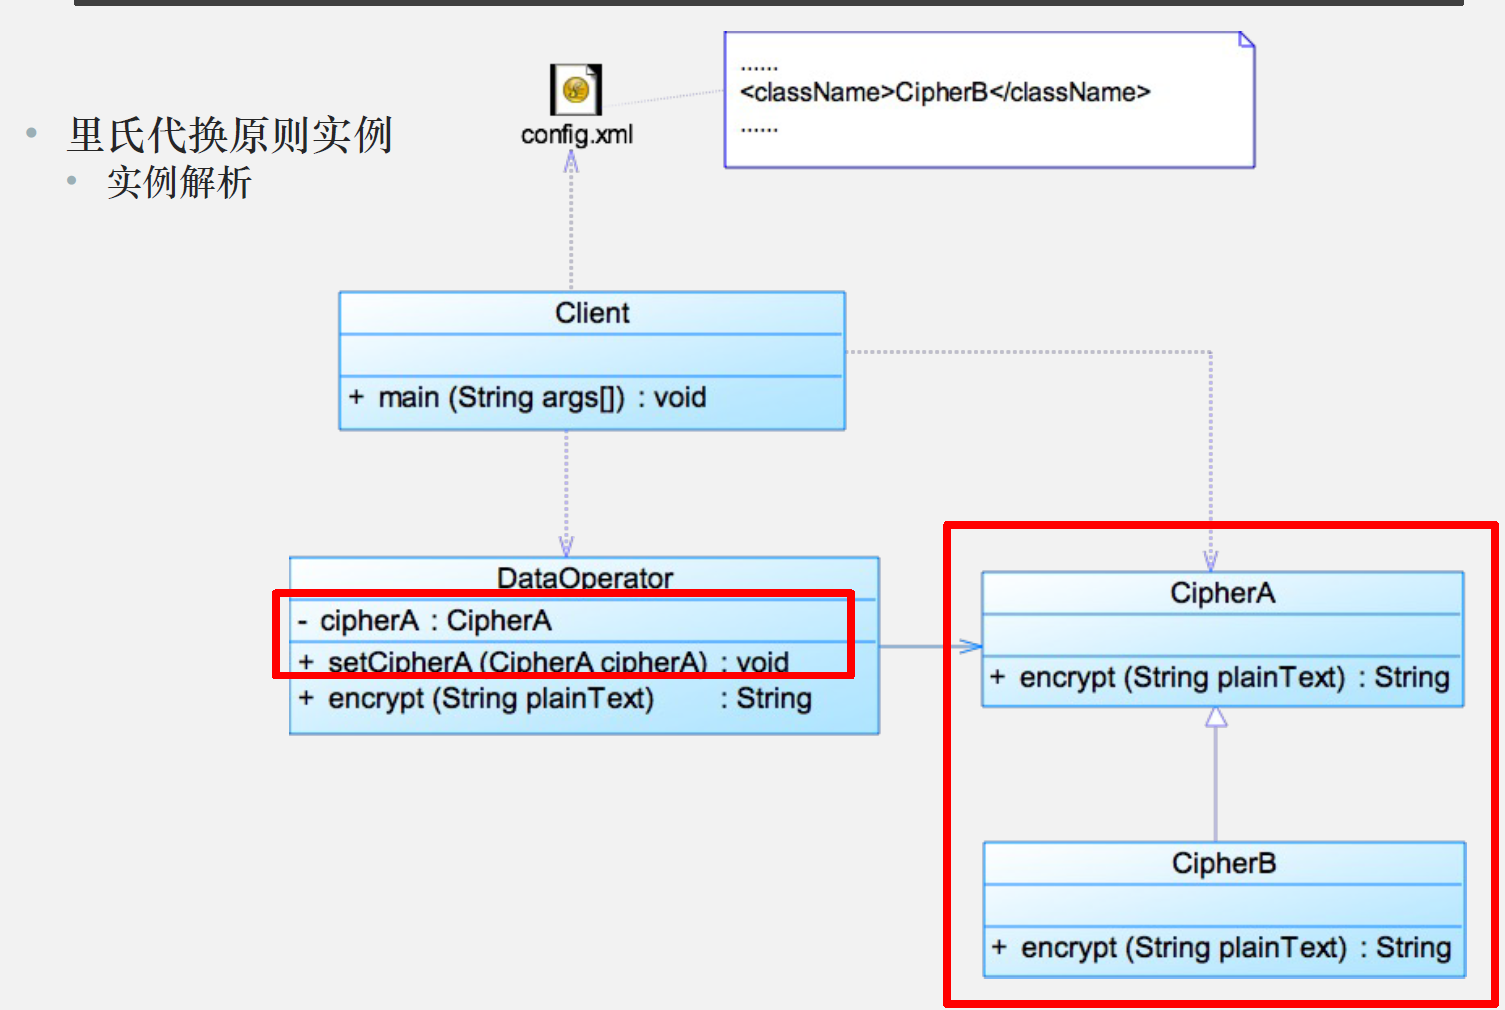 里氏代换原则实例
实例解析
config.xml
......
<className>CipherB</className>
......
Client
+ main (String args[]) : void
DataOperator
- cipherA : CipherA
+ setCipherA (CipherA cipherA) : void
+ encrypt (String plainText) : String
CipherA
+ encrypt (String plainText) : String
CipherB
+ encrypt (String plainText) : String